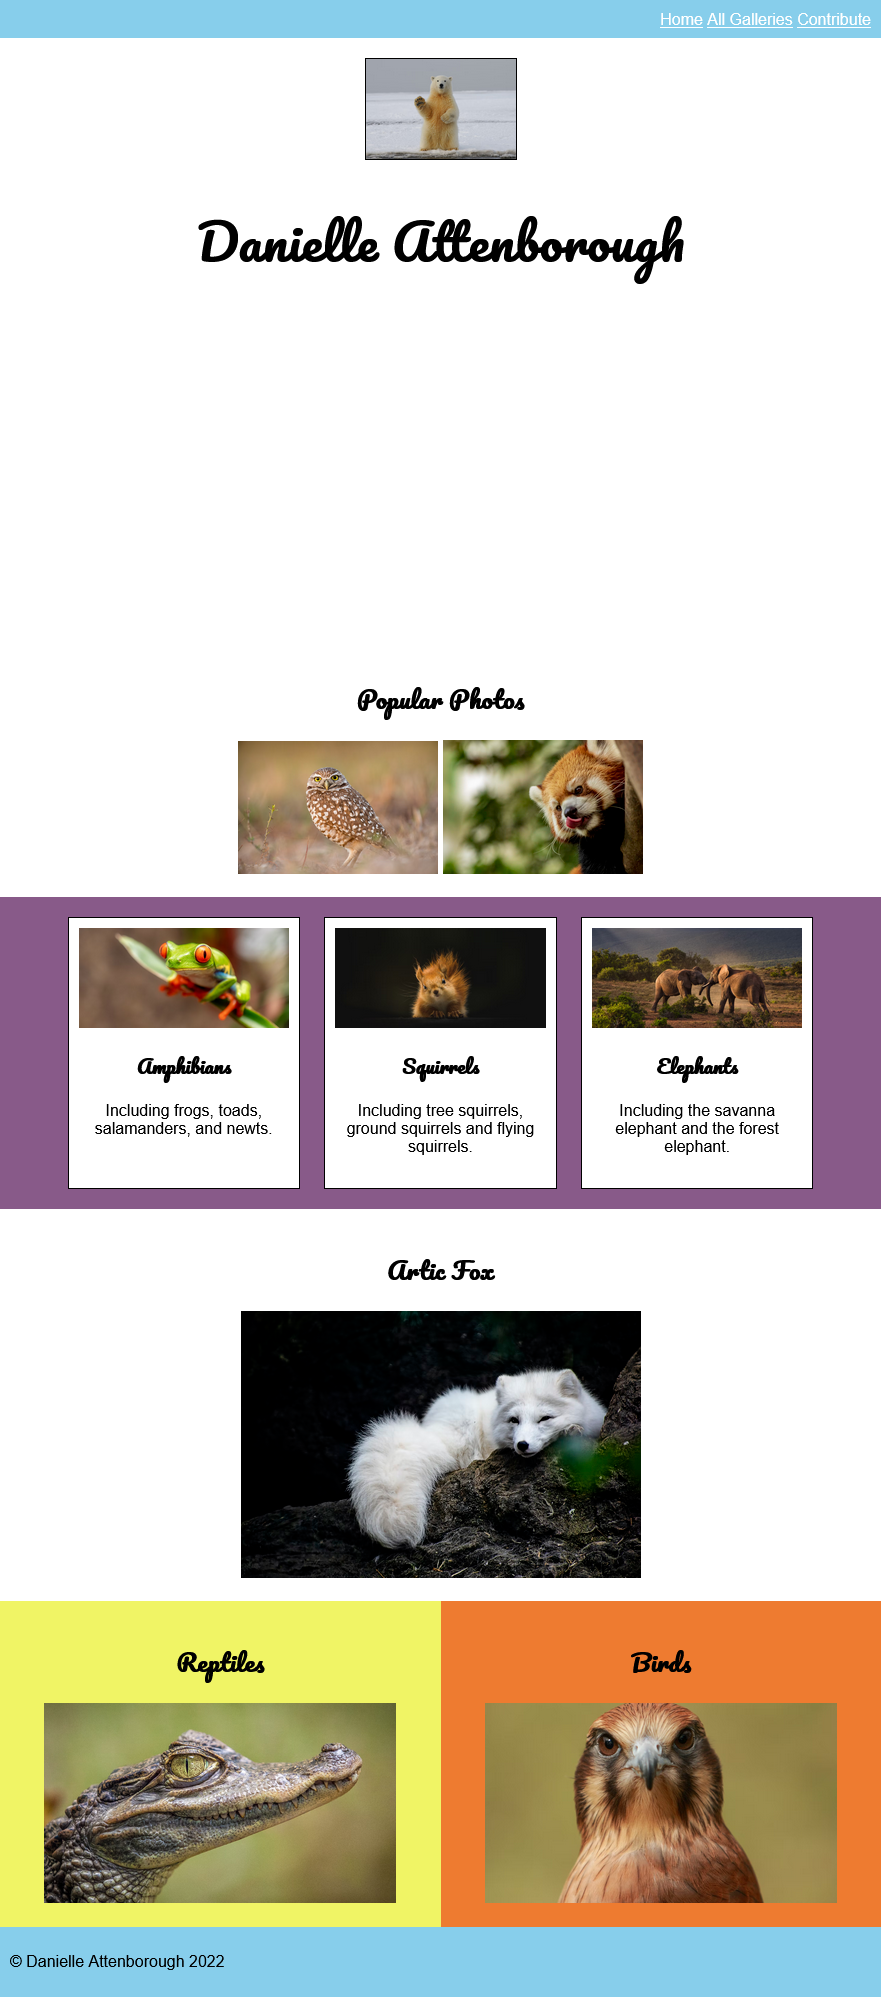 Home All Galleries Contribute
Danielle Attenborough
Popular Photos
Amphibians
Including frogs, toads,
salamanders, and newts.
Squirrels
Including tree squirrels,
ground squirrels and flying
squirrels.
Elephants
Including the savanna
elephant and the forest
elephant.
Artic Fox
Reptiles
Birds
© Danielle Attenborough 2022